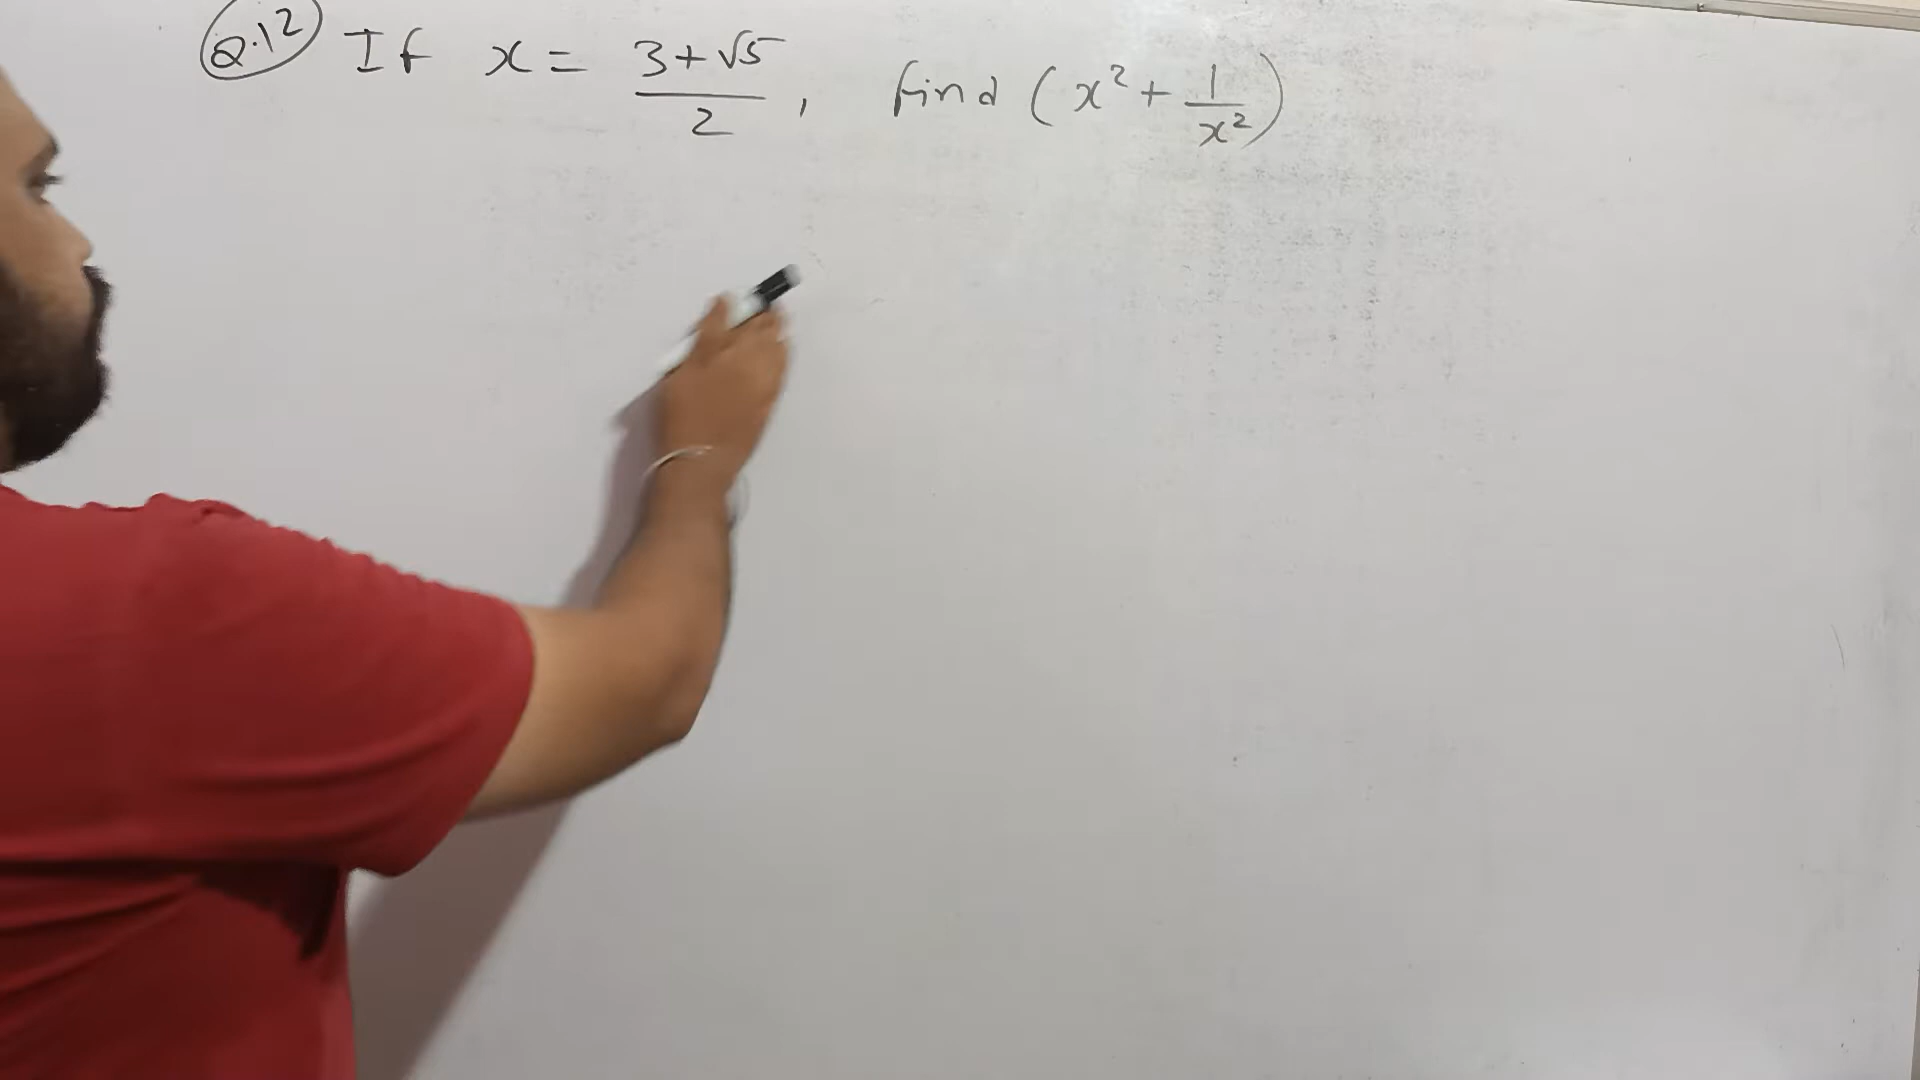 Q.12 If x = 3+√5/2, find (x² + 1/x²)